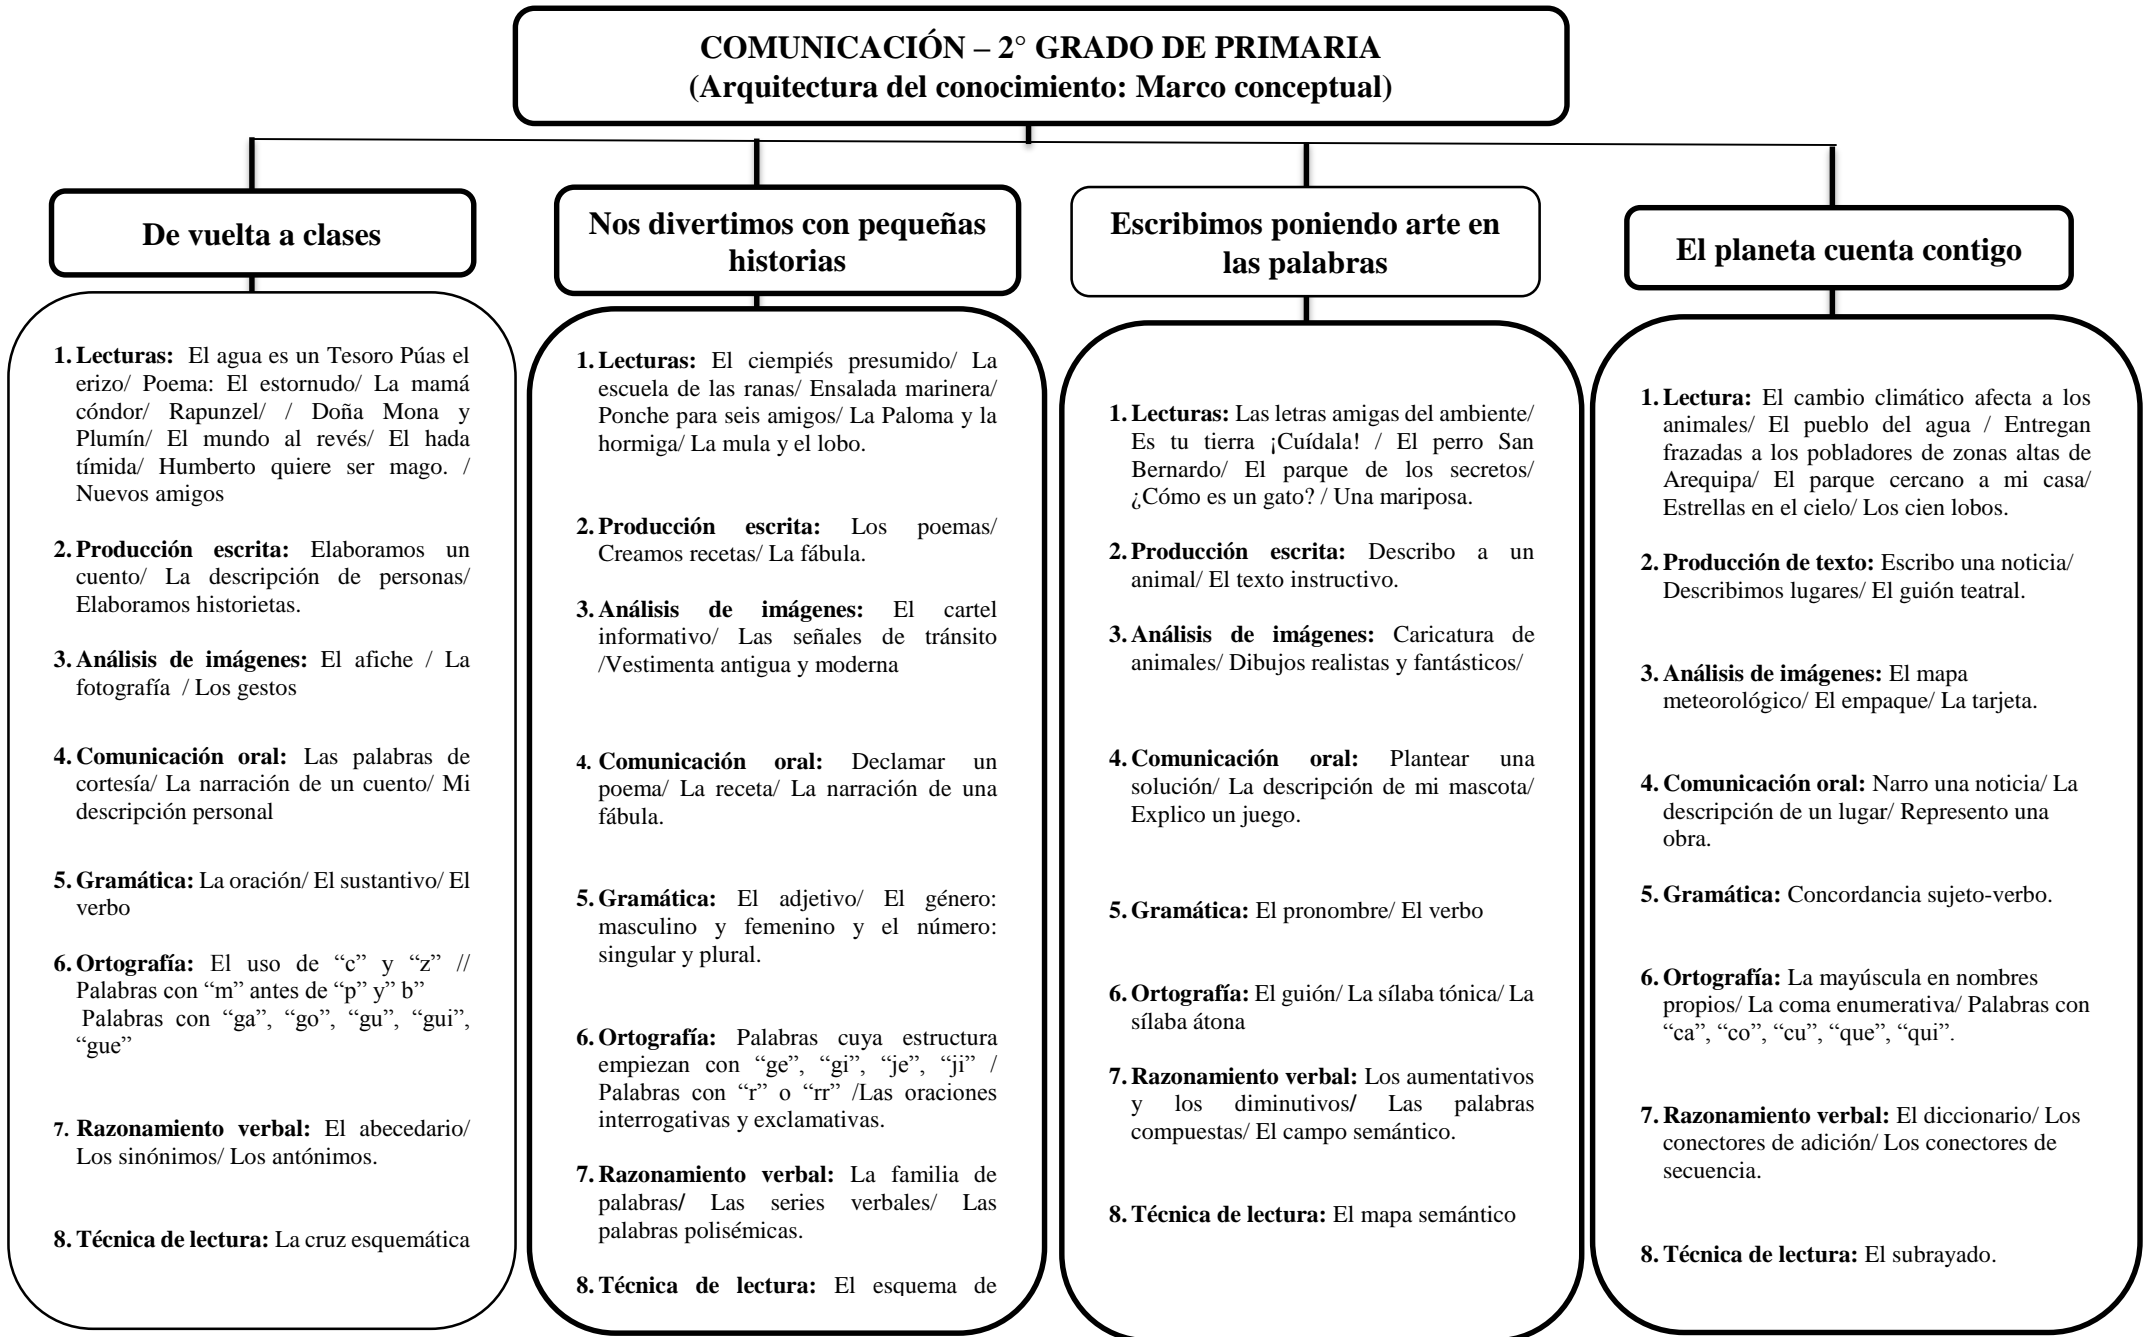 COMUNICACIÓN – 2° GRADO DE PRIMARIA
(Arquitectura del conocimiento: Marco conceptual)
De vuelta a clases
1. Lecturas: El agua es un Tesoro Púas el
erizo/ Poema: El estornudo/ La mamá
cóndor/ Rapunzel/ / Doña Mona y
Plumín/ El mundo al revés/ El hada
tímida/ Humberto quiere ser mago. /
Nuevos amigos
2. Producción escrita: Elaboramos un
cuento/ La descripción de personas/
Elaboramos historietas.
3. Análisis de imágenes: El afiche / La
fotografía / Los gestos
4. Comunicación oral: Las palabras de
cortesía/ La narración de un cuento/ Mi
descripción personal
5. Gramática: La oración/ El sustantivo/ El
verbo
6. Ortografía: El uso de “c” y “z” //
Palabras con “m” antes de “p” y” b”
Palabras con “ga”, “go”, “gu”, “gui”,
“gue”
7. Razonamiento verbal: El abecedario/
Los sinónimos/ Los antónimos.
8. Técnica de lectura: La cruz esquemática
Nos divertimos con pequeñas
historias
1. Lecturas: El ciempiés presumido/ La
escuela de las ranas/ Ensalada marinera/
Ponche para seis amigos/ La Paloma y la
hormiga/ La mula y el lobo.
2. Producción escrita: Los poemas/
Creamos recetas/ La fábula.
3. Análisis de imágenes: El cartel
informativo/ Las señales de tránsito
/Vestimenta antigua y moderna
4. Comunicación oral: Declamar un
poema/ La receta/ La narración de una
fábula.
5. Gramática: El adjetivo/ El género:
masculino y femenino y el número:
singular y plural.
6. Ortografía: Palabras cuya estructura
empiezan con “ge”, “gi”, “je”, “ji” /
Palabras con “r” o “rr” /Las oraciones
interrogativas y exclamativas.
7. Razonamiento verbal: La familia de
palabras/ Las series verbales/ Las
palabras polisémicas.
8. Técnica de lectura: El esquema de
Escribimos poniendo arte en
las palabras
1. Lecturas: Las letras amigas del ambiente/
Es tu tierra ¡Cuídala! / El perro San
Bernardo/ El parque de los secretos/
¿Cómo es un gato? / Una mariposa.
2. Producción escrita: Describo a un
animal/ El texto instructivo.
3. Análisis de imágenes: Caricatura de
animales/ Dibujos realistas y fantásticos/
4. Comunicación oral: Plantear una
solución/ La descripción de mi mascota/
Explico un juego.
5. Gramática: El pronombre/ El verbo
6. Ortografía: El guión/ La sílaba tónica/ La
sílaba átona
7. Razonamiento verbal: Los aumentativos
y los diminutivos/ Las palabras
compuestas/ El campo semántico.
8. Técnica de lectura: El mapa semántico
El planeta cuenta contigo
1. Lectura: El cambio climático afecta a los
animales/ El pueblo del agua / Entregan
frazadas a los pobladores de zonas altas de
Arequipa/ El parque cercano a mi casa/
Estrellas en el cielo/ Los cien lobos.
2. Producción de texto: Escribo una noticia/
Describimos lugares/ El guión teatral.
3. Análisis de imágenes: El mapa
meteorológico/ El empaque/ La tarjeta.
4. Comunicación oral: Narro una noticia/ La
descripción de un lugar/ Represento una
obra.
5. Gramática: Concordancia sujeto-verbo.
6. Ortografía: La mayúscula en nombres
propios/ La coma enumerativa/ Palabras con
“ca”, “co”, “cu”, “que”, “qui”.
7. Razonamiento verbal: El diccionario/ Los
conectores de adición/ Los conectores de
secuencia.
8. Técnica de lectura: El subrayado.